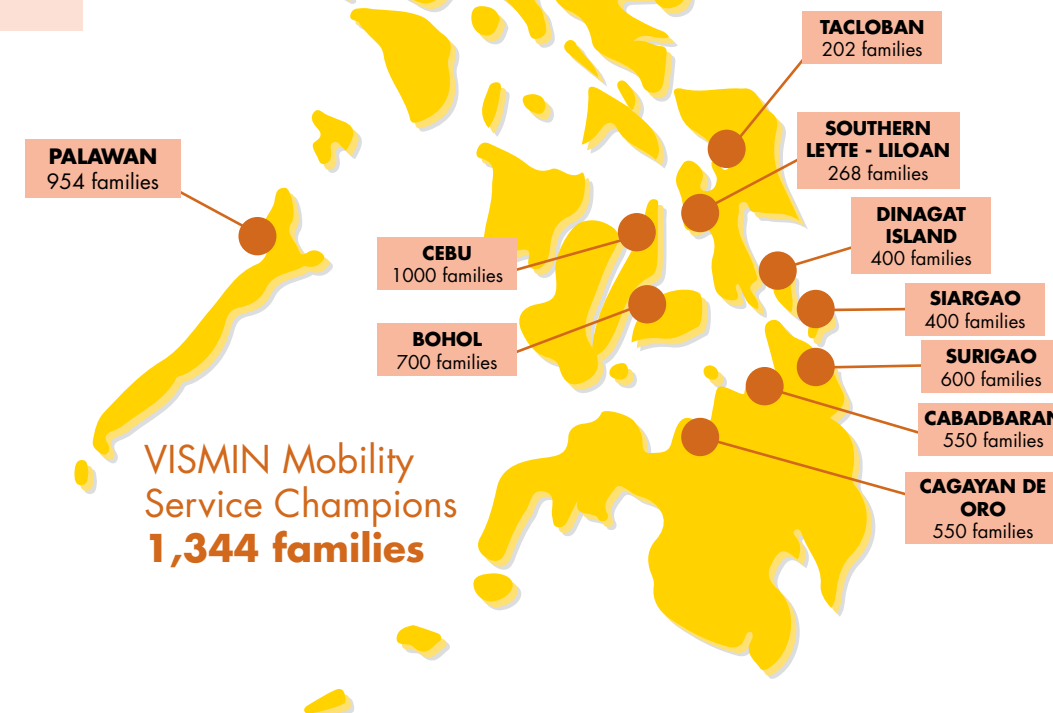 TACLOBAN
202 families
SOUTHERN
LEYTE - LILOAN
268 families
PALAWAN
954 families
DINAGAT
ISLAND
400 families
CEBU
1000 families
SIARGAO
400 families
BOHOL
700 families
SURIGAO
600 families
CABADBARAN
550 families
VISMIN Mobility
Service Champions
1,344 families
CAGAYAN DE
ORO
550 families